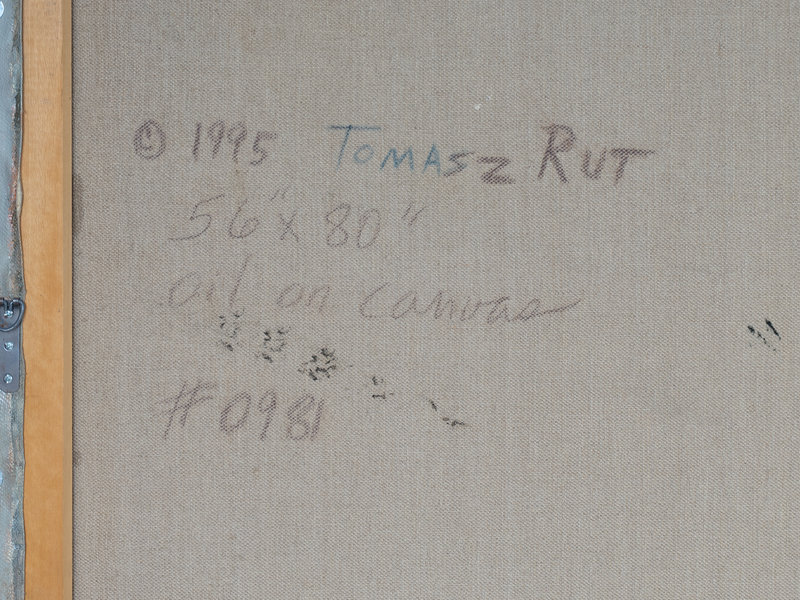 © 1995 TOMASZ RUT
56" x 80"
oil on canvas
#0981